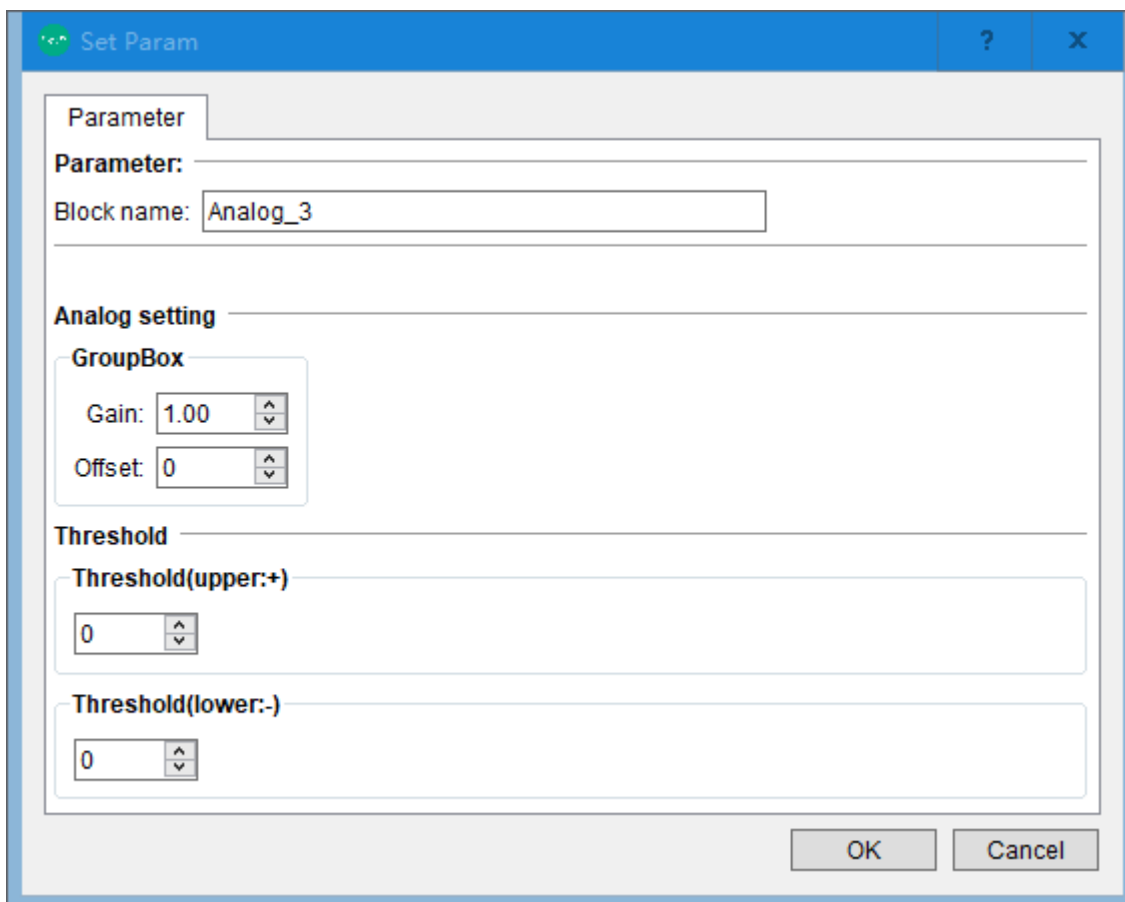 Set Param ? x
Parameter
Parameter:
Block name: Analog_3
Analog setting
GroupBox
Gain: 1.00
Offset: 0
Threshold
Threshold(upper:+)
0
Threshold(lower:-)
0
OK Cancel